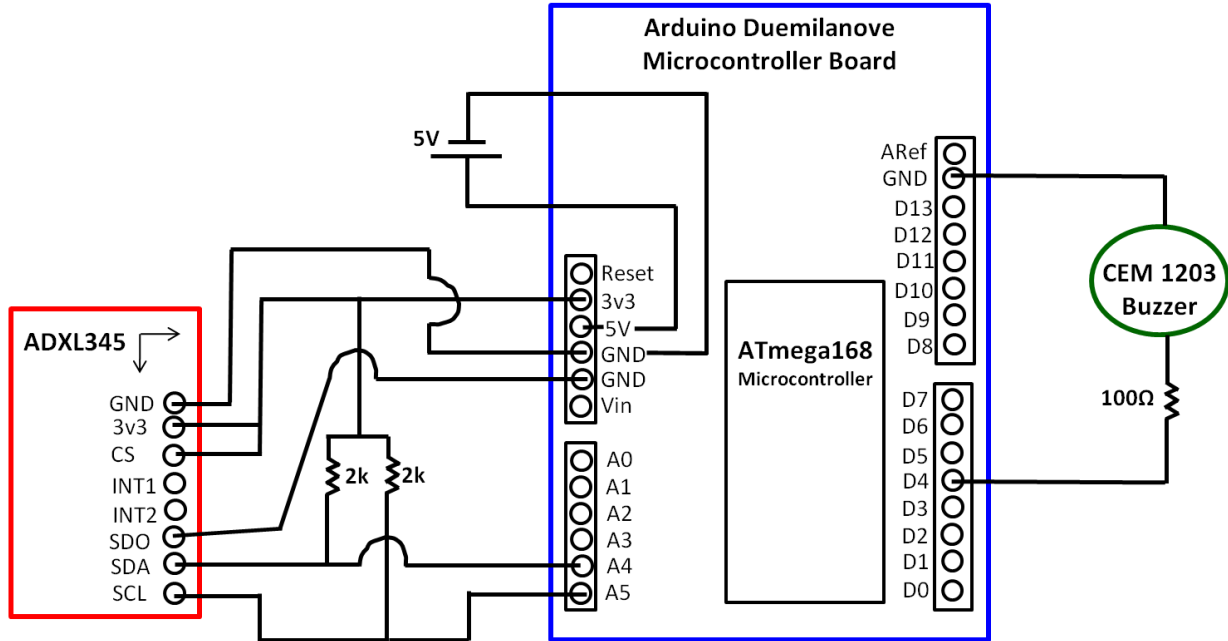 Arduino Duemilanove
Microcontroller Board
5V
ARef
GND
D13
D12
D11
D10
D9
D8
CEM 1203
Buzzer
Reset
3v3
5V
GND
GND
Vin
ADXL345
ATmega168
Microcontroller
GND
3v3
CS
INT1
INT2
SDO
SDA
SCL
2k
2k
A0
A1
A2
A3
A4
A5
100Ω
D7
D6
D5
D4
D3
D2
D1
D0